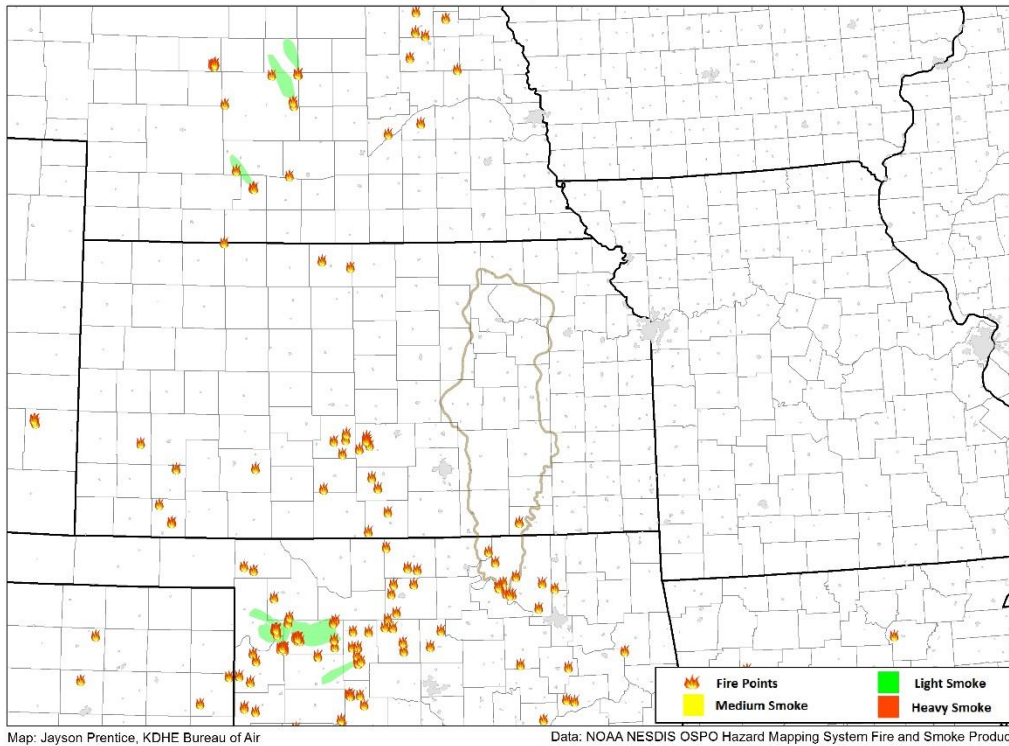 Fire Points
Light Smoke
Medium Smoke
Heavy Smoke
Map: Jayson Prentice, KDHE Bureau of Air
Data: NOAA NESDIS OSPO Hazard Mapping System Fire and Smoke Produc